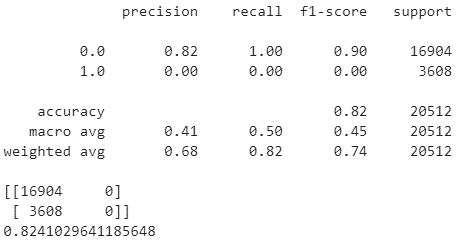 precision recall f1-score support
0.0 0.82 1.00 0.90 16904
1.0 0.00 0.00 0.00 3608
accuracy 0.82 20512
macro avg 0.41 0.50 0.45 20512
weighted avg 0.68 0.82 0.74 20512
[[16904 0]
[ 3608 0]]
0.8241029641185648